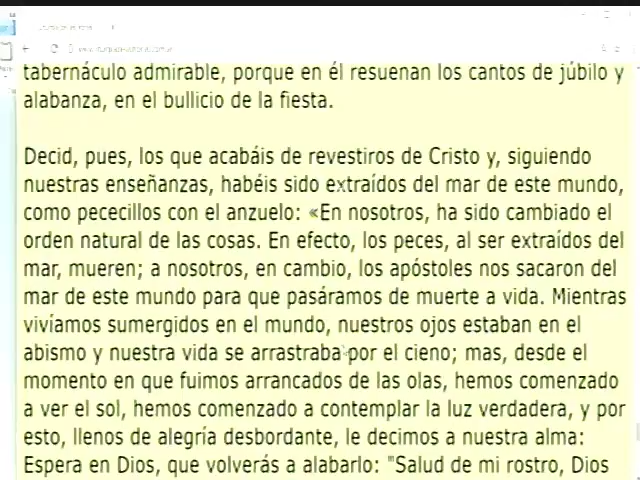 tabernáculo admirable, porque en él resuenan los cantos de júbilo y
alabanza, en el bullicio de la fiesta.
Decid, pues, los que acabáis de revestiros de Cristo y, siguiendo
nuestras enseñanzas, habéis sido extraídos del mar de este mundo,
como pececillos con el anzuelo: «En nosotros, ha sido cambiado el
orden natural de las cosas. En efecto, los peces, al ser extraídos del
mar, mueren; a nosotros, en cambio, los apóstoles nos sacaron del
mar de este mundo para que pasáramos de muerte a vida. Mientras
vivíamos sumergidos en el mundo, nuestros ojos estaban en el
abismo y nuestra vida se arrastraba por el cieno; mas, desde el
momento en que fuimos arrancados de las olas, hemos comenzado
a ver el sol, hemos comenzado a contemplar la luz verdadera, y por
esto, llenos de alegría desbordante, le decimos a nuestra alma:
Espera en Dios, que volverás a alabarlo: "Salud de mi rostro, Dios